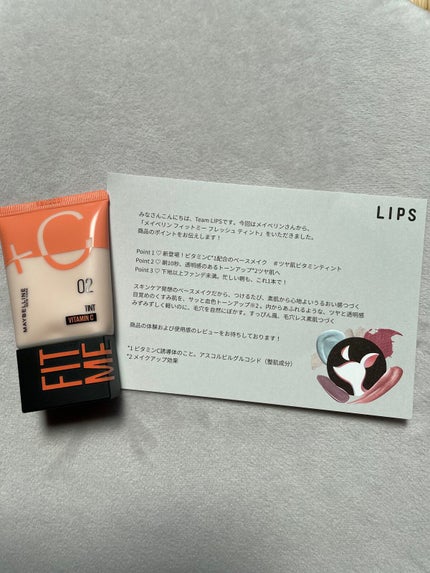 +C
02
TINT
VITAMIN C
MAYBELLINE
FIT
ME
LIPS
みなさんこんにちは、Team LIPSです。今回はメイベリンさんから、
「メイベリン フィットミー フレッシュ ティント」をいただきました。
商品のポイントをお伝えします！
Point 1 ♡ 新登場！ビタミンC*1配合のベースメイク　#ツヤ肌ビタミンティント
Point 2 ♡ 朝10秒、透明感のあるトーンアップ*2ツヤ肌へ
Point 3 ♡ 下地以上ファンデ未満。忙しい朝も、これ1本で！
スキンケア発想のベースメイクだから、つけるたび、素肌から心地よいうるおい感つづく
目覚めのくすみ肌を、サッと血色トーンアップ※2。内からあふれるような、ツヤと透明感
みずみずしく軽いのに、毛穴を自然にぼかす。すっぴん風、毛穴レス素肌つづく
商品の体験および使用感のレビューをお待ちしております！
*1 ビタミンC誘導体のこと。アスコルビルグルコシド（整肌成分）
*2 メイクアップ効果